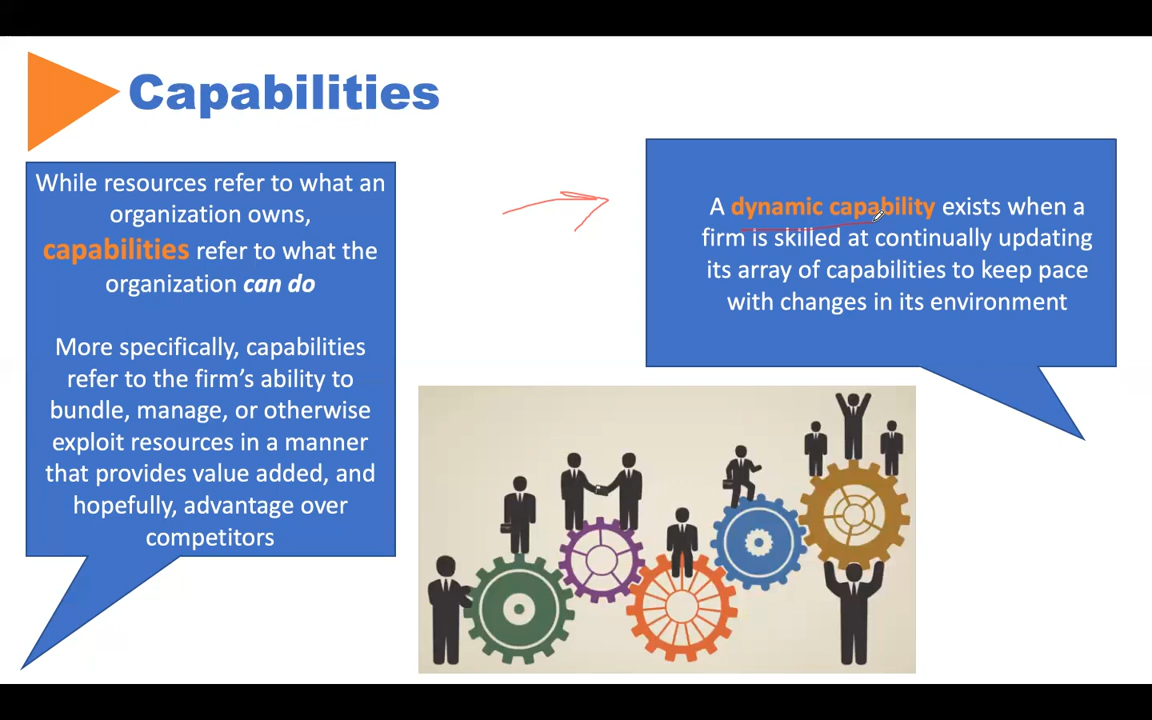 Capabilities
While resources refer to what an
organization owns,
capabilities refer to what the
organization can do
More specifically, capabilities
refer to the firm’s ability to
bundle, manage, or otherwise
exploit resources in a manner
that provides value added, and
hopefully, advantage over
competitors
A dynamic capability exists when a
firm is skilled at continually updating
its array of capabilities to keep pace
with changes in its environment